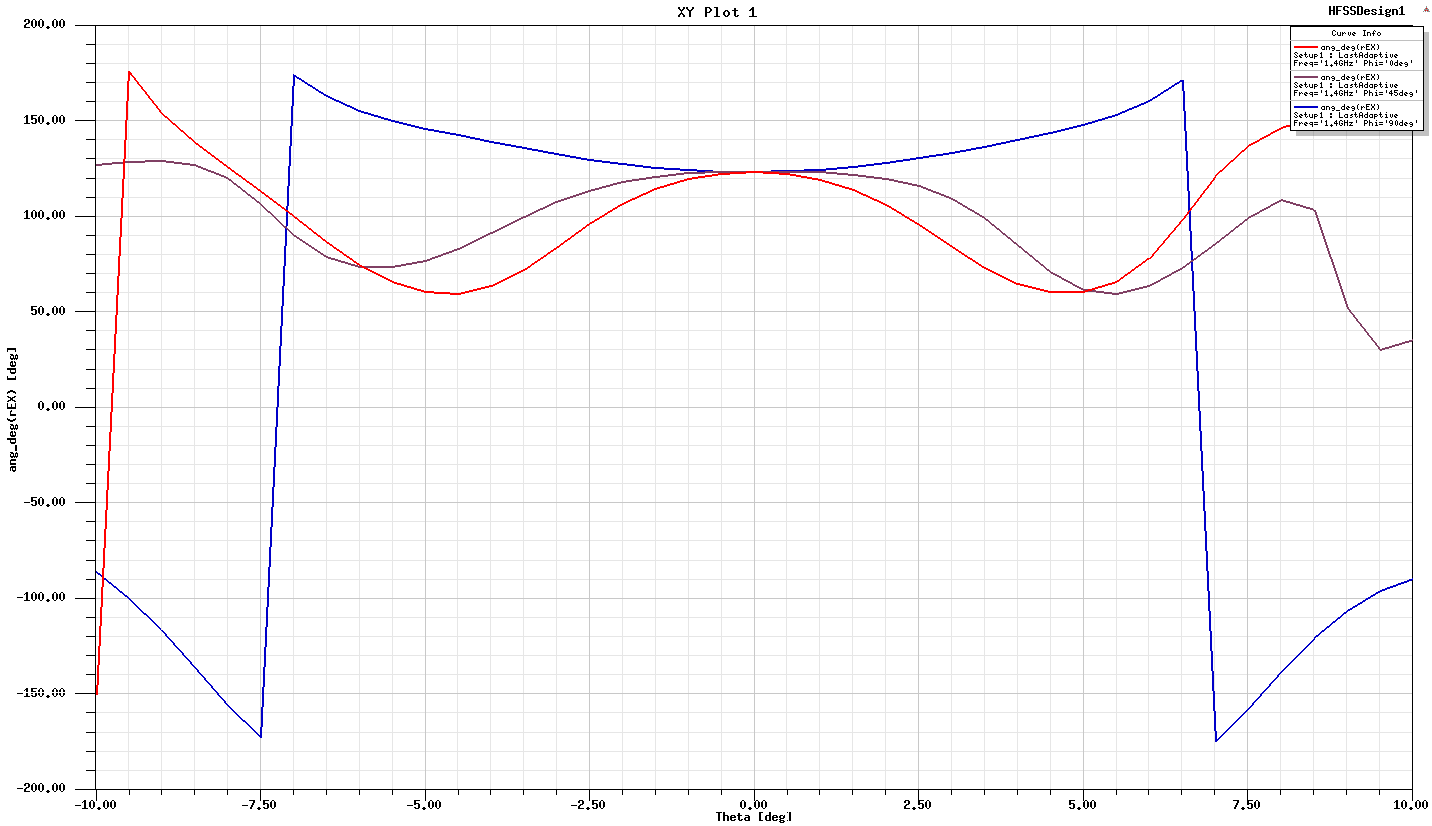 XY Plot 1
HFSSDesign1
Curve Info
ang_deg(rEX)
Setup1 : LastAdaptive
Freq='1.4GHz' Phi='0deg'
ang_deg(rEX)
Setup1 : LastAdaptive
Freq='1.4GHz' Phi='45deg'
ang_deg(rEX)
Setup1 : LastAdaptive
Freq='1.4GHz' Phi='90deg'
200.00
150.00
100.00
50.00
0.00
-50.00
-100.00
-150.00
-200.00
ang_deg(rEX) [deg]
-10.00
-7.50
-5.00
-2.50
0.00
2.50
5.00
7.50
10.00
Theta [deg]